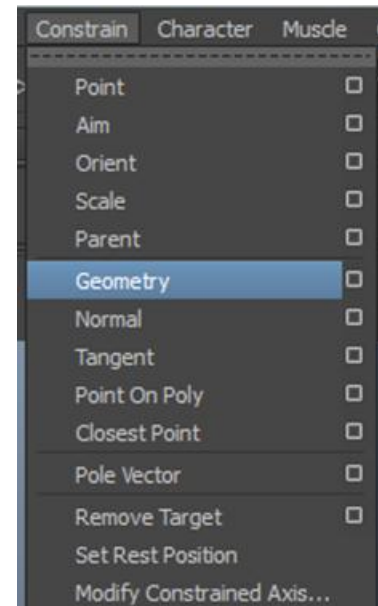 Constrain Character Muscle
Point
Aim
Orient
Scale
Parent
Geometry
Normal
Tangent
Point On Poly
Closest Point
Pole Vector
Remove Target
Set Rest Position
Modify Constrained Axis...